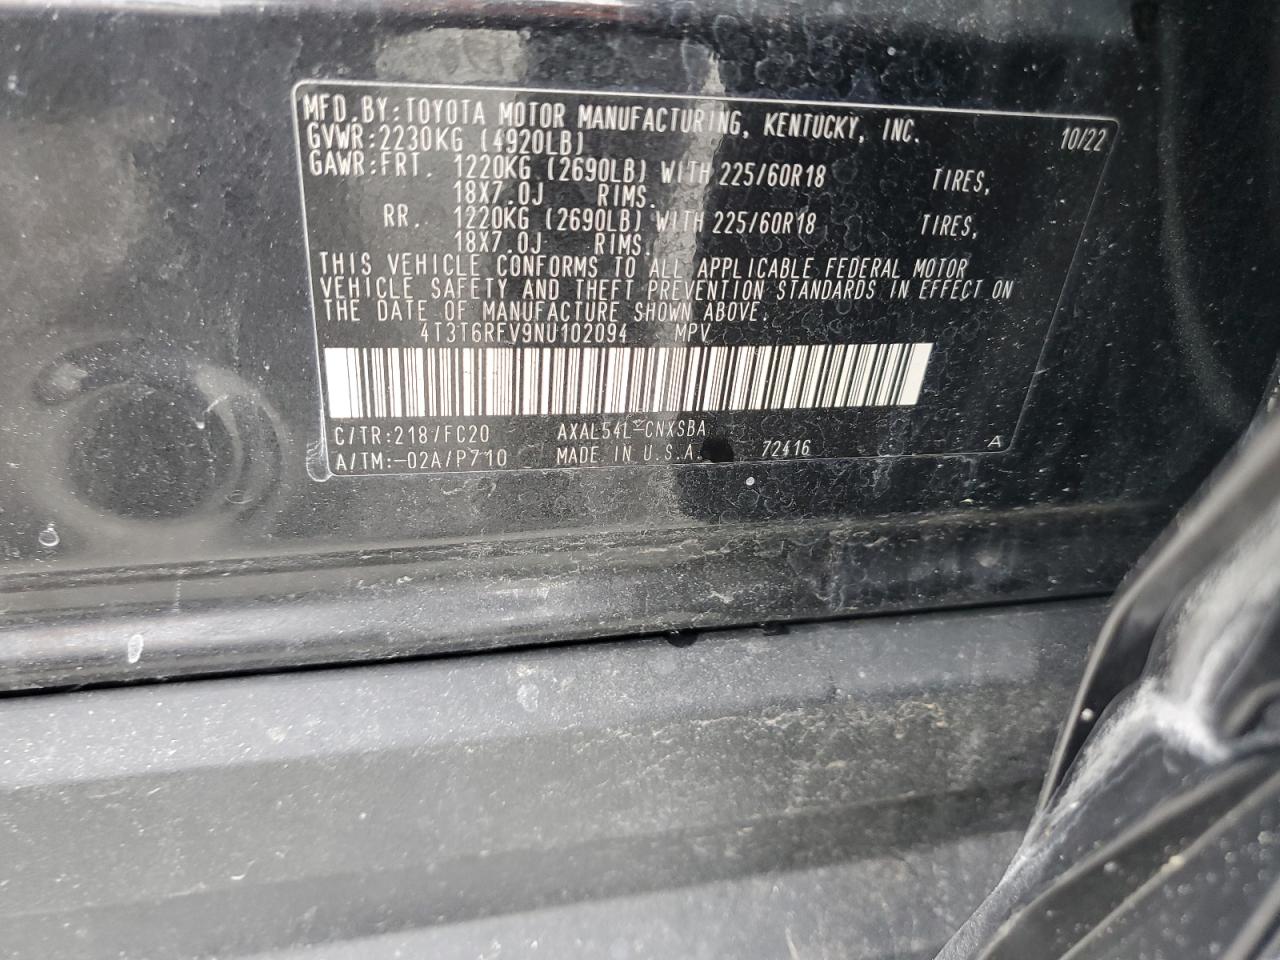 MFD.BY:TOYOTA MOTOR MANUFACTURING, KENTUCKY, INC. 10/22
GVWR:2230KG (4920LB)
GAWR:FRT. 1220KG (2690LB) WITH 225/60R18 TIRES,
18X7.0J RIMS.
RR. 1220KG (2690LB) WITH 225/60R18 TIRES,
18X7.0J RIMS.
THIS VEHICLE CONFORMS TO ALL APPLICABLE FEDERAL MOTOR
VEHICLE SAFETY AND THEFT PREVENTION STANDARDS IN EFFECT ON
THE DATE OF MANUFACTURE SHOWN ABOVE.
4T3T6RFV9NU102094 MPV
C/TR:218/FC20 AXAL54L-CNXSBA
A/TM:-02A/P710 MADE IN U.S.A. 72416 A